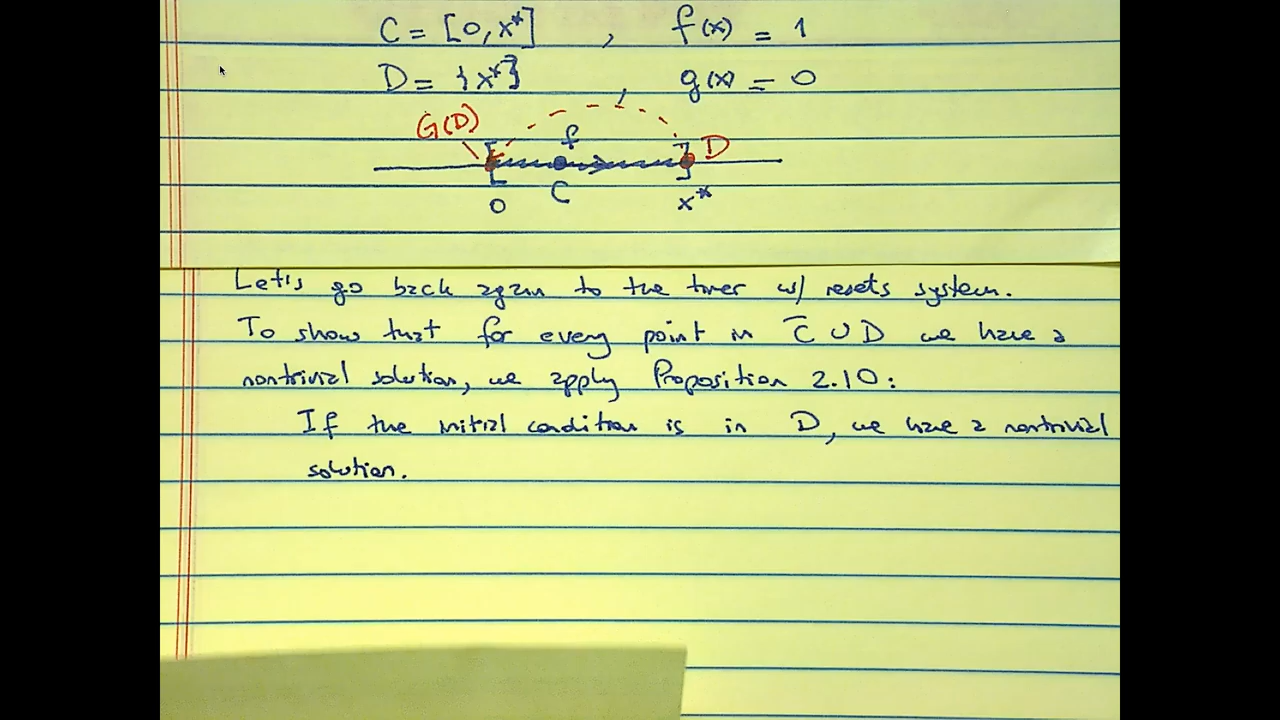 C = [0, x*] , f(x) = 1
D = {x*} , g(x) = 0
G(D) f D
C
0 x*
Let's go back again to the timer w/ resets system.
To show that for every point in C̅ ∪ D we have a
nontrivial solution, we apply Proposition 2.10:
If the initial condition is in D, we have a nontrivial
solution.